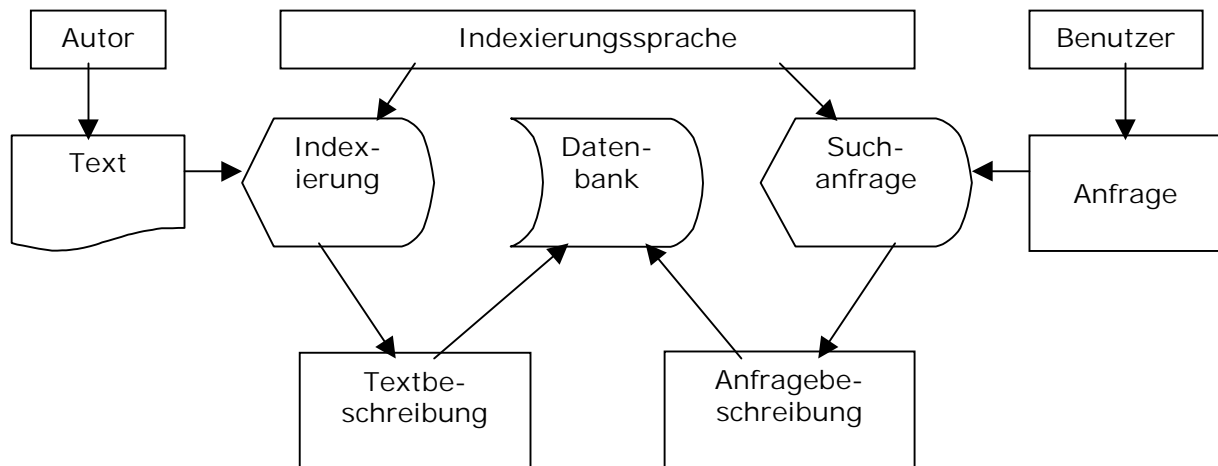 Autor
Indexierungssprache
Benutzer
Text
Index-
ierung
Daten-
bank
Such-
anfrage
Anfrage
Textbe-
schreibung
Anfragebe-
schreibung